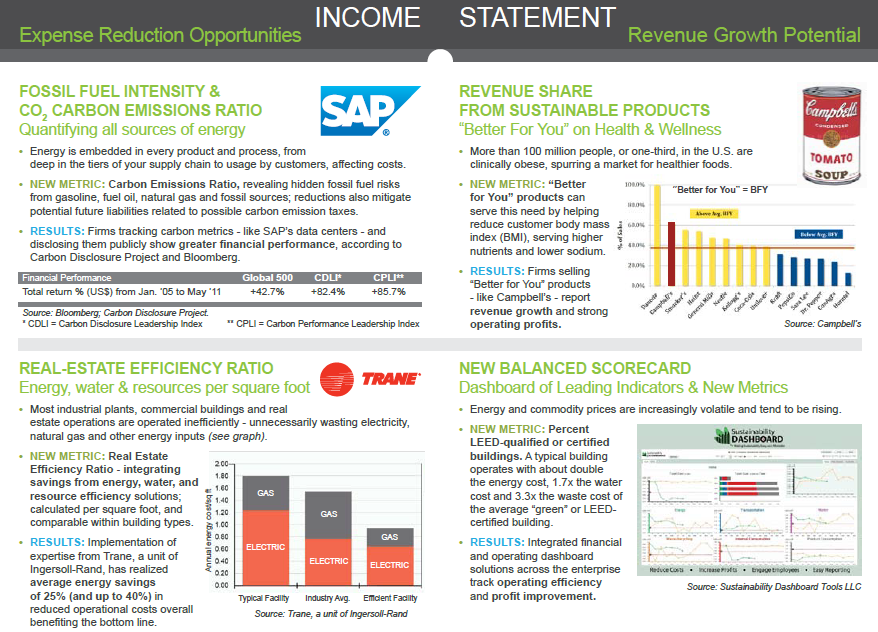 INCOME STATEMENT
Expense Reduction Opportunities
Revenue Growth Potential
FOSSIL FUEL INTENSITY &
CO2 CARBON EMISSIONS RATIO
Quantifying all sources of energy
SAP®
• Energy is embedded in every product and process, from
deep in the tiers of your supply chain to usage by customers, affecting costs.
• NEW METRIC: Carbon Emissions Ratio, revealing hidden fossil fuel risks
from gasoline, fuel oil, natural gas and fossil sources; reductions also mitigate
potential future liabilities related to possible carbon emission taxes.
• RESULTS: Firms tracking carbon metrics - like SAP's data centers - and
disclosing them publicly show greater financial performance, according to
Carbon Disclosure Project and Bloomberg.
Financial Performance Global 500 CDLI* CPLI**
Total return % (US$) from Jan. '05 to May '11 +42.7% +82.4% +85.7%
Source: Bloomberg; Carbon Disclosure Project.
* CDLI = Carbon Disclosure Leadership Index ** CPLI = Carbon Performance Leadership Index
REVENUE SHARE
FROM SUSTAINABLE PRODUCTS
"Better For You" on Health & Wellness
Campbell's
CONDENSED
TOMATO
SOUP
• More than 100 million people, or one-third, in the U.S. are
clinically obese, spurring a market for healthier foods.
• NEW METRIC: "Better
for You" products can
serve this need by helping
reduce customer body mass
index (BMI), serving higher
nutrients and lower sodium.
• RESULTS: Firms selling
"Better for You" products
- like Campbell's - report
revenue growth and strong
operating profits.
"Better for You" = BFY
Above Avg. BFY
Below Avg. BFY
% of Sales
100.0%
80.0%
60.0%
40.0%
20.0%
0.0%
Danone
Campbell's
Smucker's
Heinz
General Mills
Nestle
Kellogg's
Coca-Cola
Unilever
Kraft
PepsiCo
Sara Lee
Dr. Pepper
ConAgra
Hormel
Source: Campbell's
REAL-ESTATE EFFICIENCY RATIO
Energy, water & resources per square foot
TRANE
• Most industrial plants, commercial buildings and real
estate operations are operated inefficiently - unnecessarily wasting electricity,
natural gas and other energy inputs (see graph).
• NEW METRIC: Real Estate
Efficiency Ratio - integrating
savings from energy, water, and
resource efficiency solutions;
calculated per square foot, and
comparable within building types.
• RESULTS: Implementation of
expertise from Trane, a unit of
Ingersoll-Rand, has realized
average energy savings
of 25% (and up to 40%) in
reduced operational costs overall
benefiting the bottom line.
Annual energy cost/sq ft
2.00
1.80
1.60
1.40
1.20
1.00
0.80
0.60
0.40
0.20
0.00
GAS
ELECTRIC
GAS
ELECTRIC
GAS
ELECTRIC
Typical Facility Industry Avg. Efficient Facility
Source: Trane, a unit of Ingersoll-Rand
NEW BALANCED SCORECARD
Dashboard of Leading Indicators & New Metrics
• Energy and commodity prices are increasingly volatile and tend to be rising.
• NEW METRIC: Percent
LEED-qualified or certified
buildings. A typical building
operates with about double
the energy cost, 1.7x the water
cost and 3.3x the waste cost of
the average "green" or LEED-
certified building.
• RESULTS: Integrated financial
and operating dashboard
solutions across the enterprise
track operating efficiency
and profit improvement.
Sustainability
DASHBOARD
Energy
Transportation
Water
Reduce Costs • Increase Profits • Engage Employees • Easy Reporting
Source: Sustainability Dashboard Tools LLC